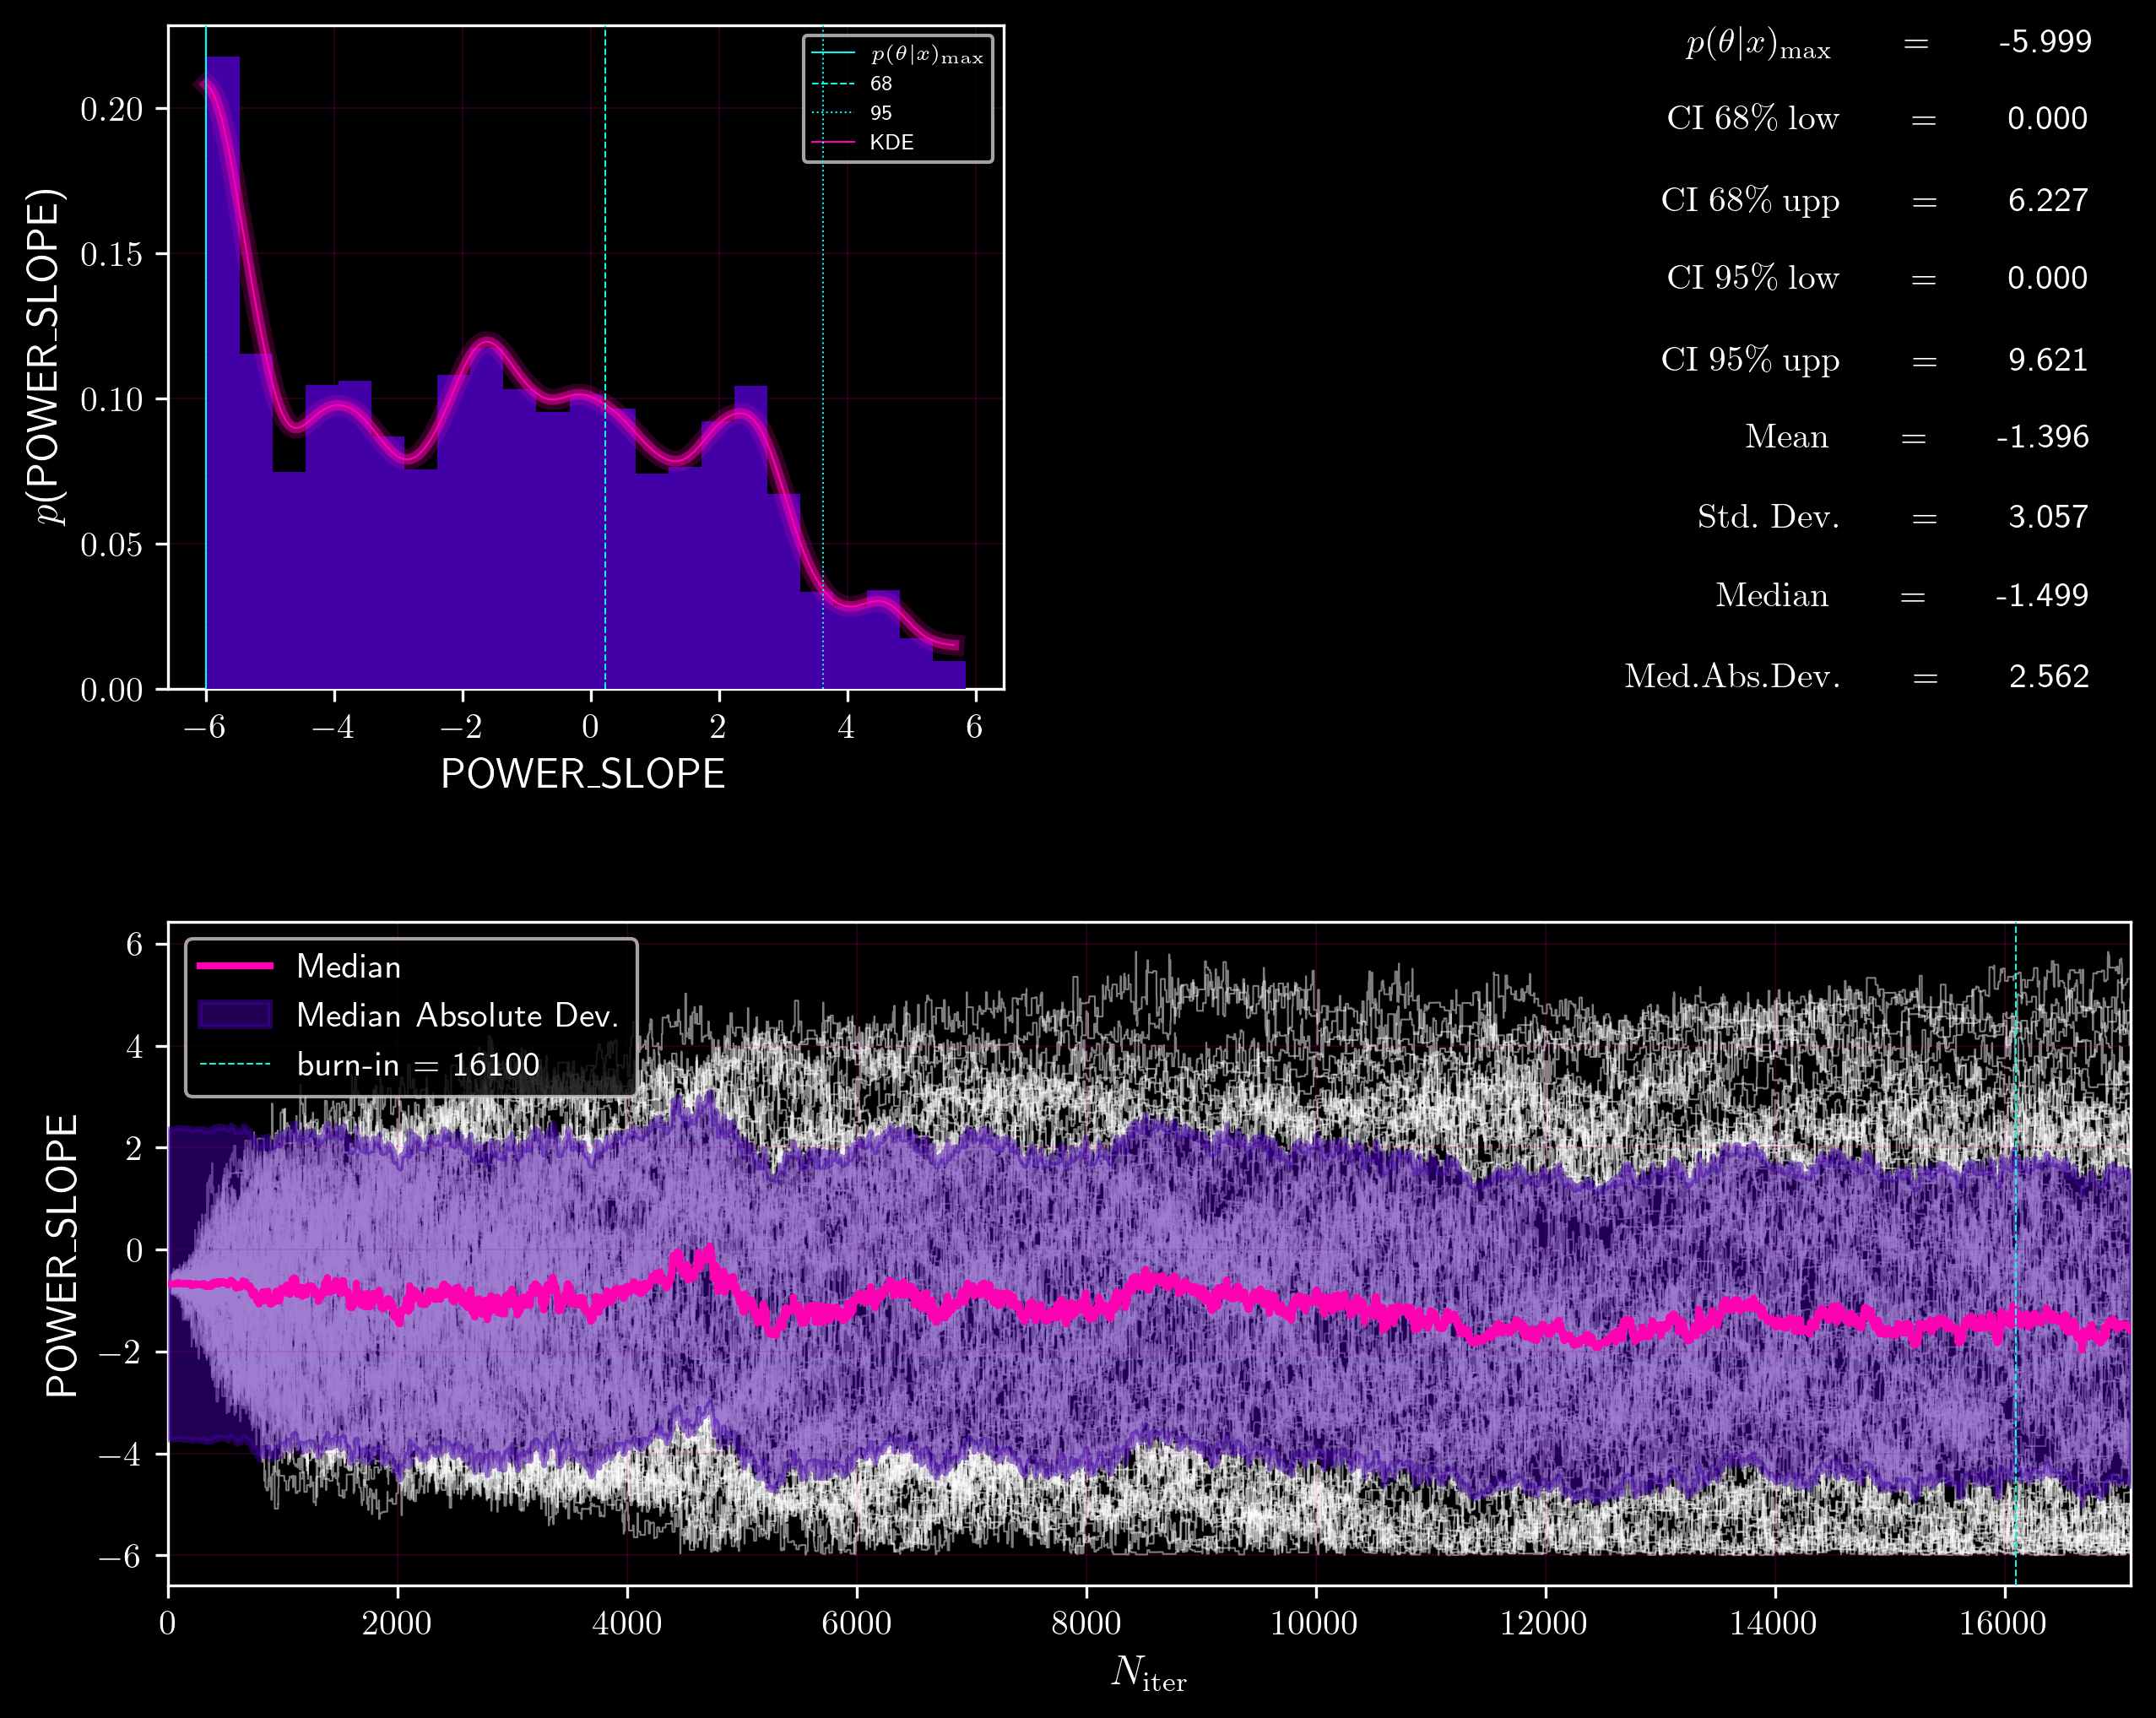 p(POWER_SLOPE)
0.20
0.15
0.10
0.05
0.00
−6 −4 −2 0 2 4 6
POWER_SLOPE
p(θ|x)max
68
95
KDE
p(θ|x)max = -5.999
CI 68% low = 0.000
CI 68% upp = 6.227
CI 95% low = 0.000
CI 95% upp = 9.621
Mean = -1.396
Std. Dev. = 3.057
Median = -1.499
Med.Abs.Dev. = 2.562
POWER_SLOPE
6
4
2
0
−2
−4
−6
Median
Median Absolute Dev.
burn-in = 16100
0 2000 4000 6000 8000 10000 12000 14000 16000
Niter